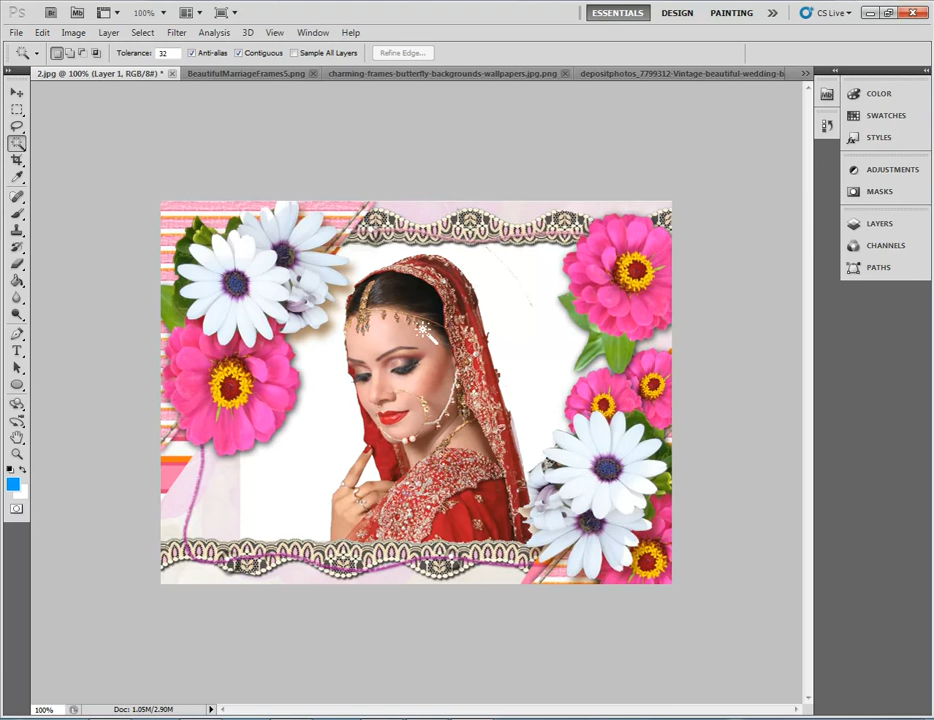 Ps Br Mb 100% ESSENTIALS DESIGN PAINTING CS Live
File Edit Image Layer Select Filter Analysis 3D View Window Help
Tolerance: 32 Anti-alias Contiguous Sample All Layers Refine Edge...
2.jpg @ 100% (Layer 1, RGB/8#) * BeautifulMarriageFrames5.png charming-frames-butterfly-backgrounds-wallpapers.jpg.png depositphotos_7799312-Vintage-beautiful-wedding-b
Mb COLOR
SWATCHES
STYLES
ADJUSTMENTS
MASKS
LAYERS
CHANNELS
PATHS
100% Doc: 1.05M/2.90M